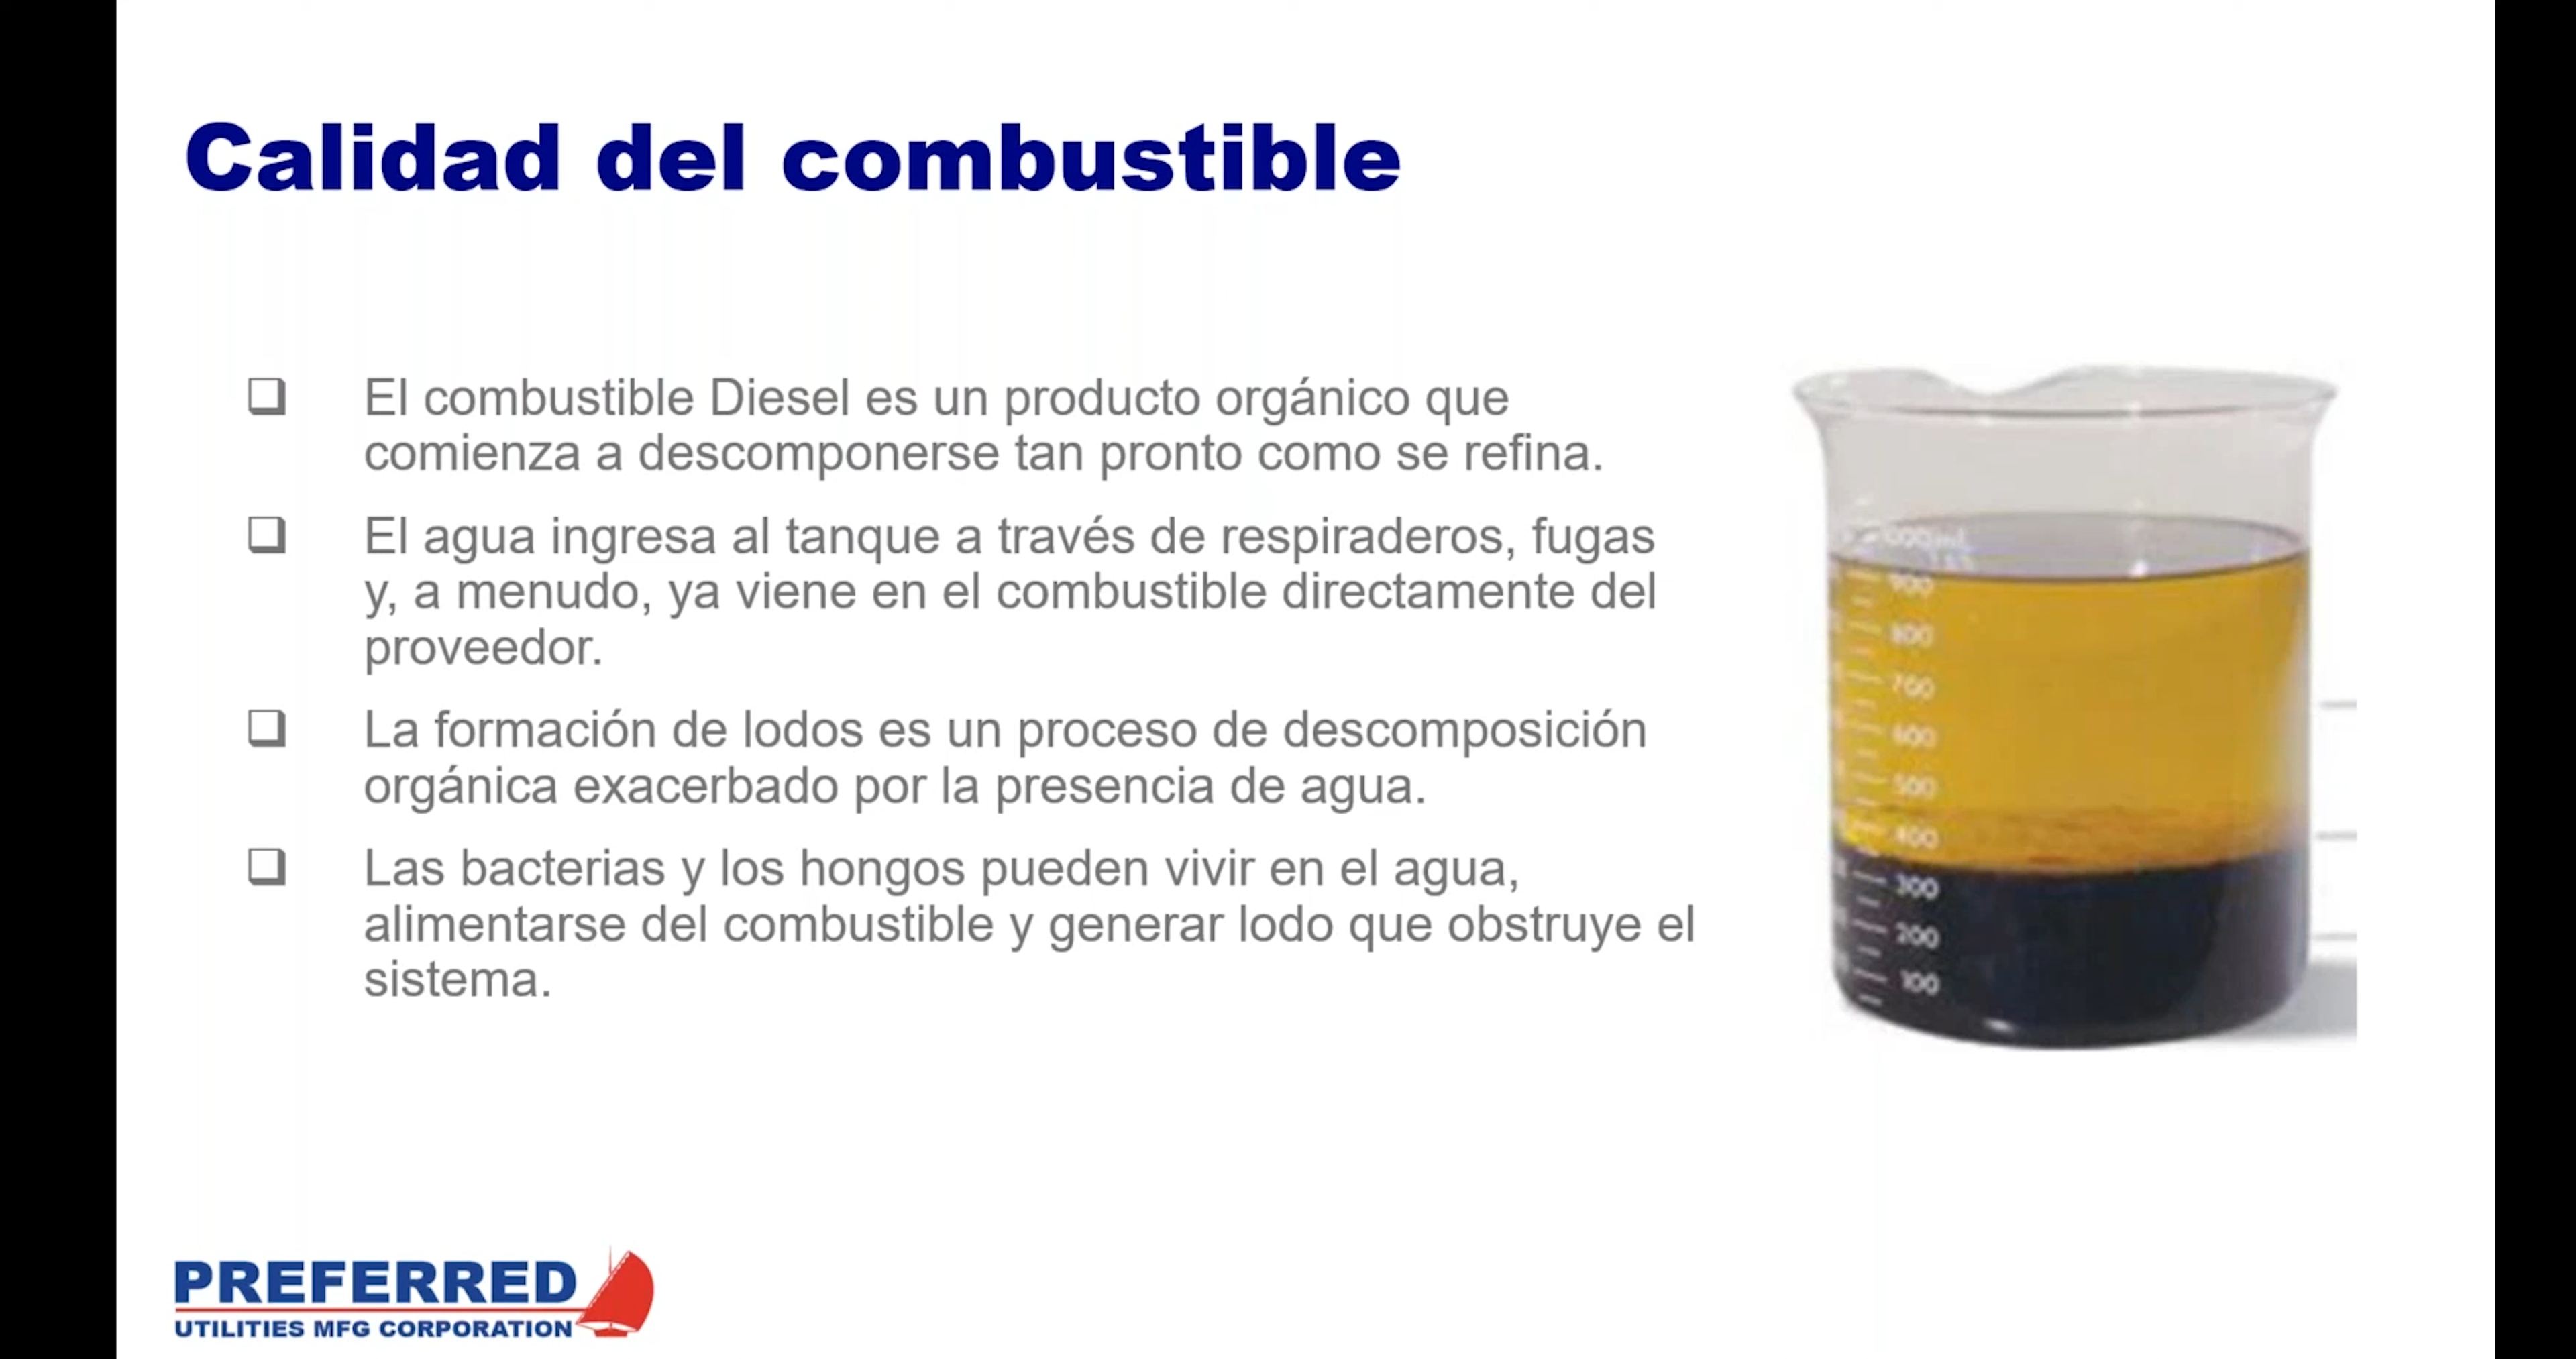 Calidad del combustible
El combustible Diesel es un producto orgánico que
comienza a descomponerse tan pronto como se refina.
El agua ingresa al tanque a través de respiraderos, fugas
y, a menudo, ya viene en el combustible directamente del
proveedor.
La formación de lodos es un proceso de descomposición
orgánica exacerbado por la presencia de agua.
Las bacterias y los hongos pueden vivir en el agua,
alimentarse del combustible y generar lodo que obstruye el
sistema.
900
800
700
600
500
400
300
200
100
PREFERRED
UTILITIES MFG CORPORATION